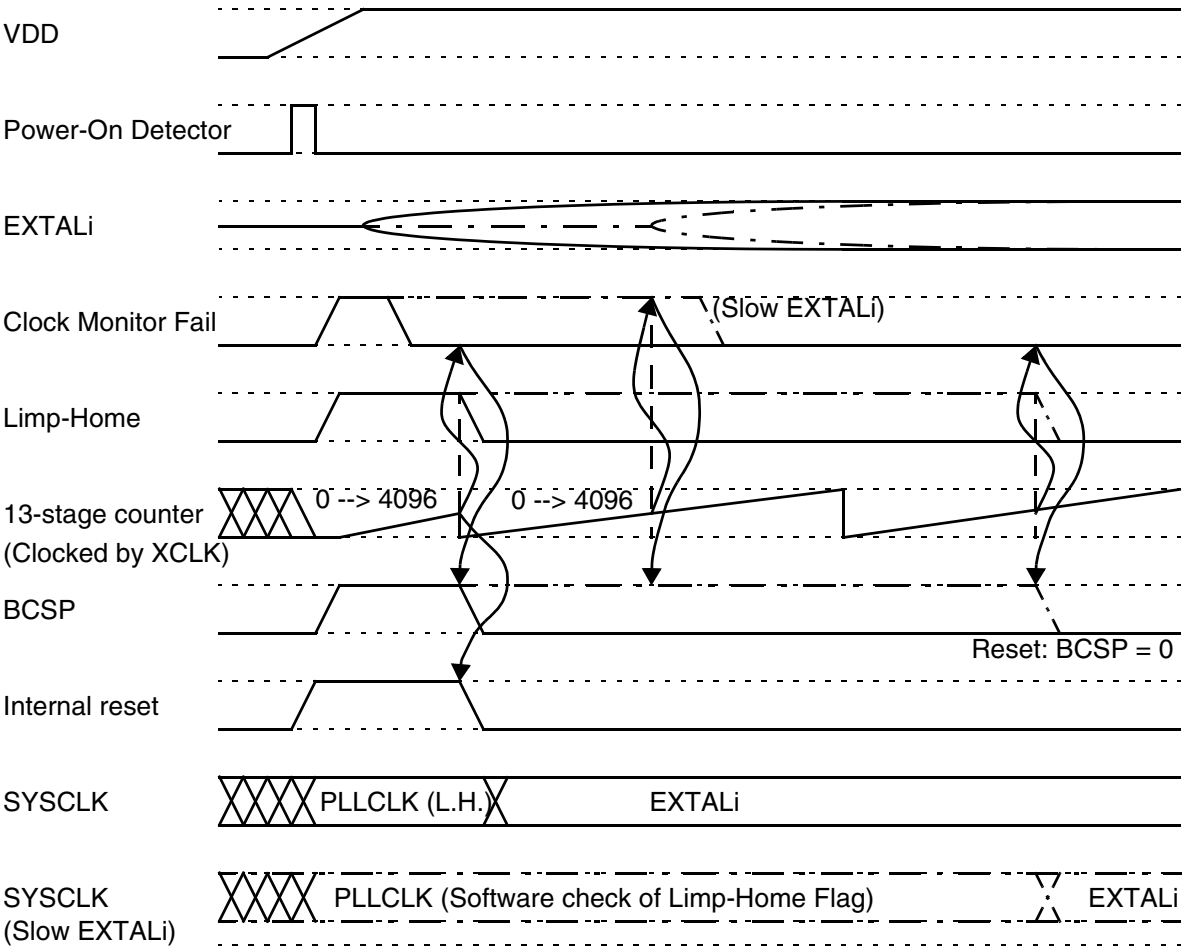 VDD
Power-On Detector
EXTALi
Clock Monitor Fail
(Slow EXTALi)
Limp-Home
13-stage counter
(Clocked by XCLK)
0 --> 4096
0 --> 4096
BCSP
Reset: BCSP = 0
Internal reset
SYSCLK
PLLCLK (L.H.)
EXTALi
SYSCLK
(Slow EXTALi)
PLLCLK (Software check of Limp-Home Flag)
EXTALi